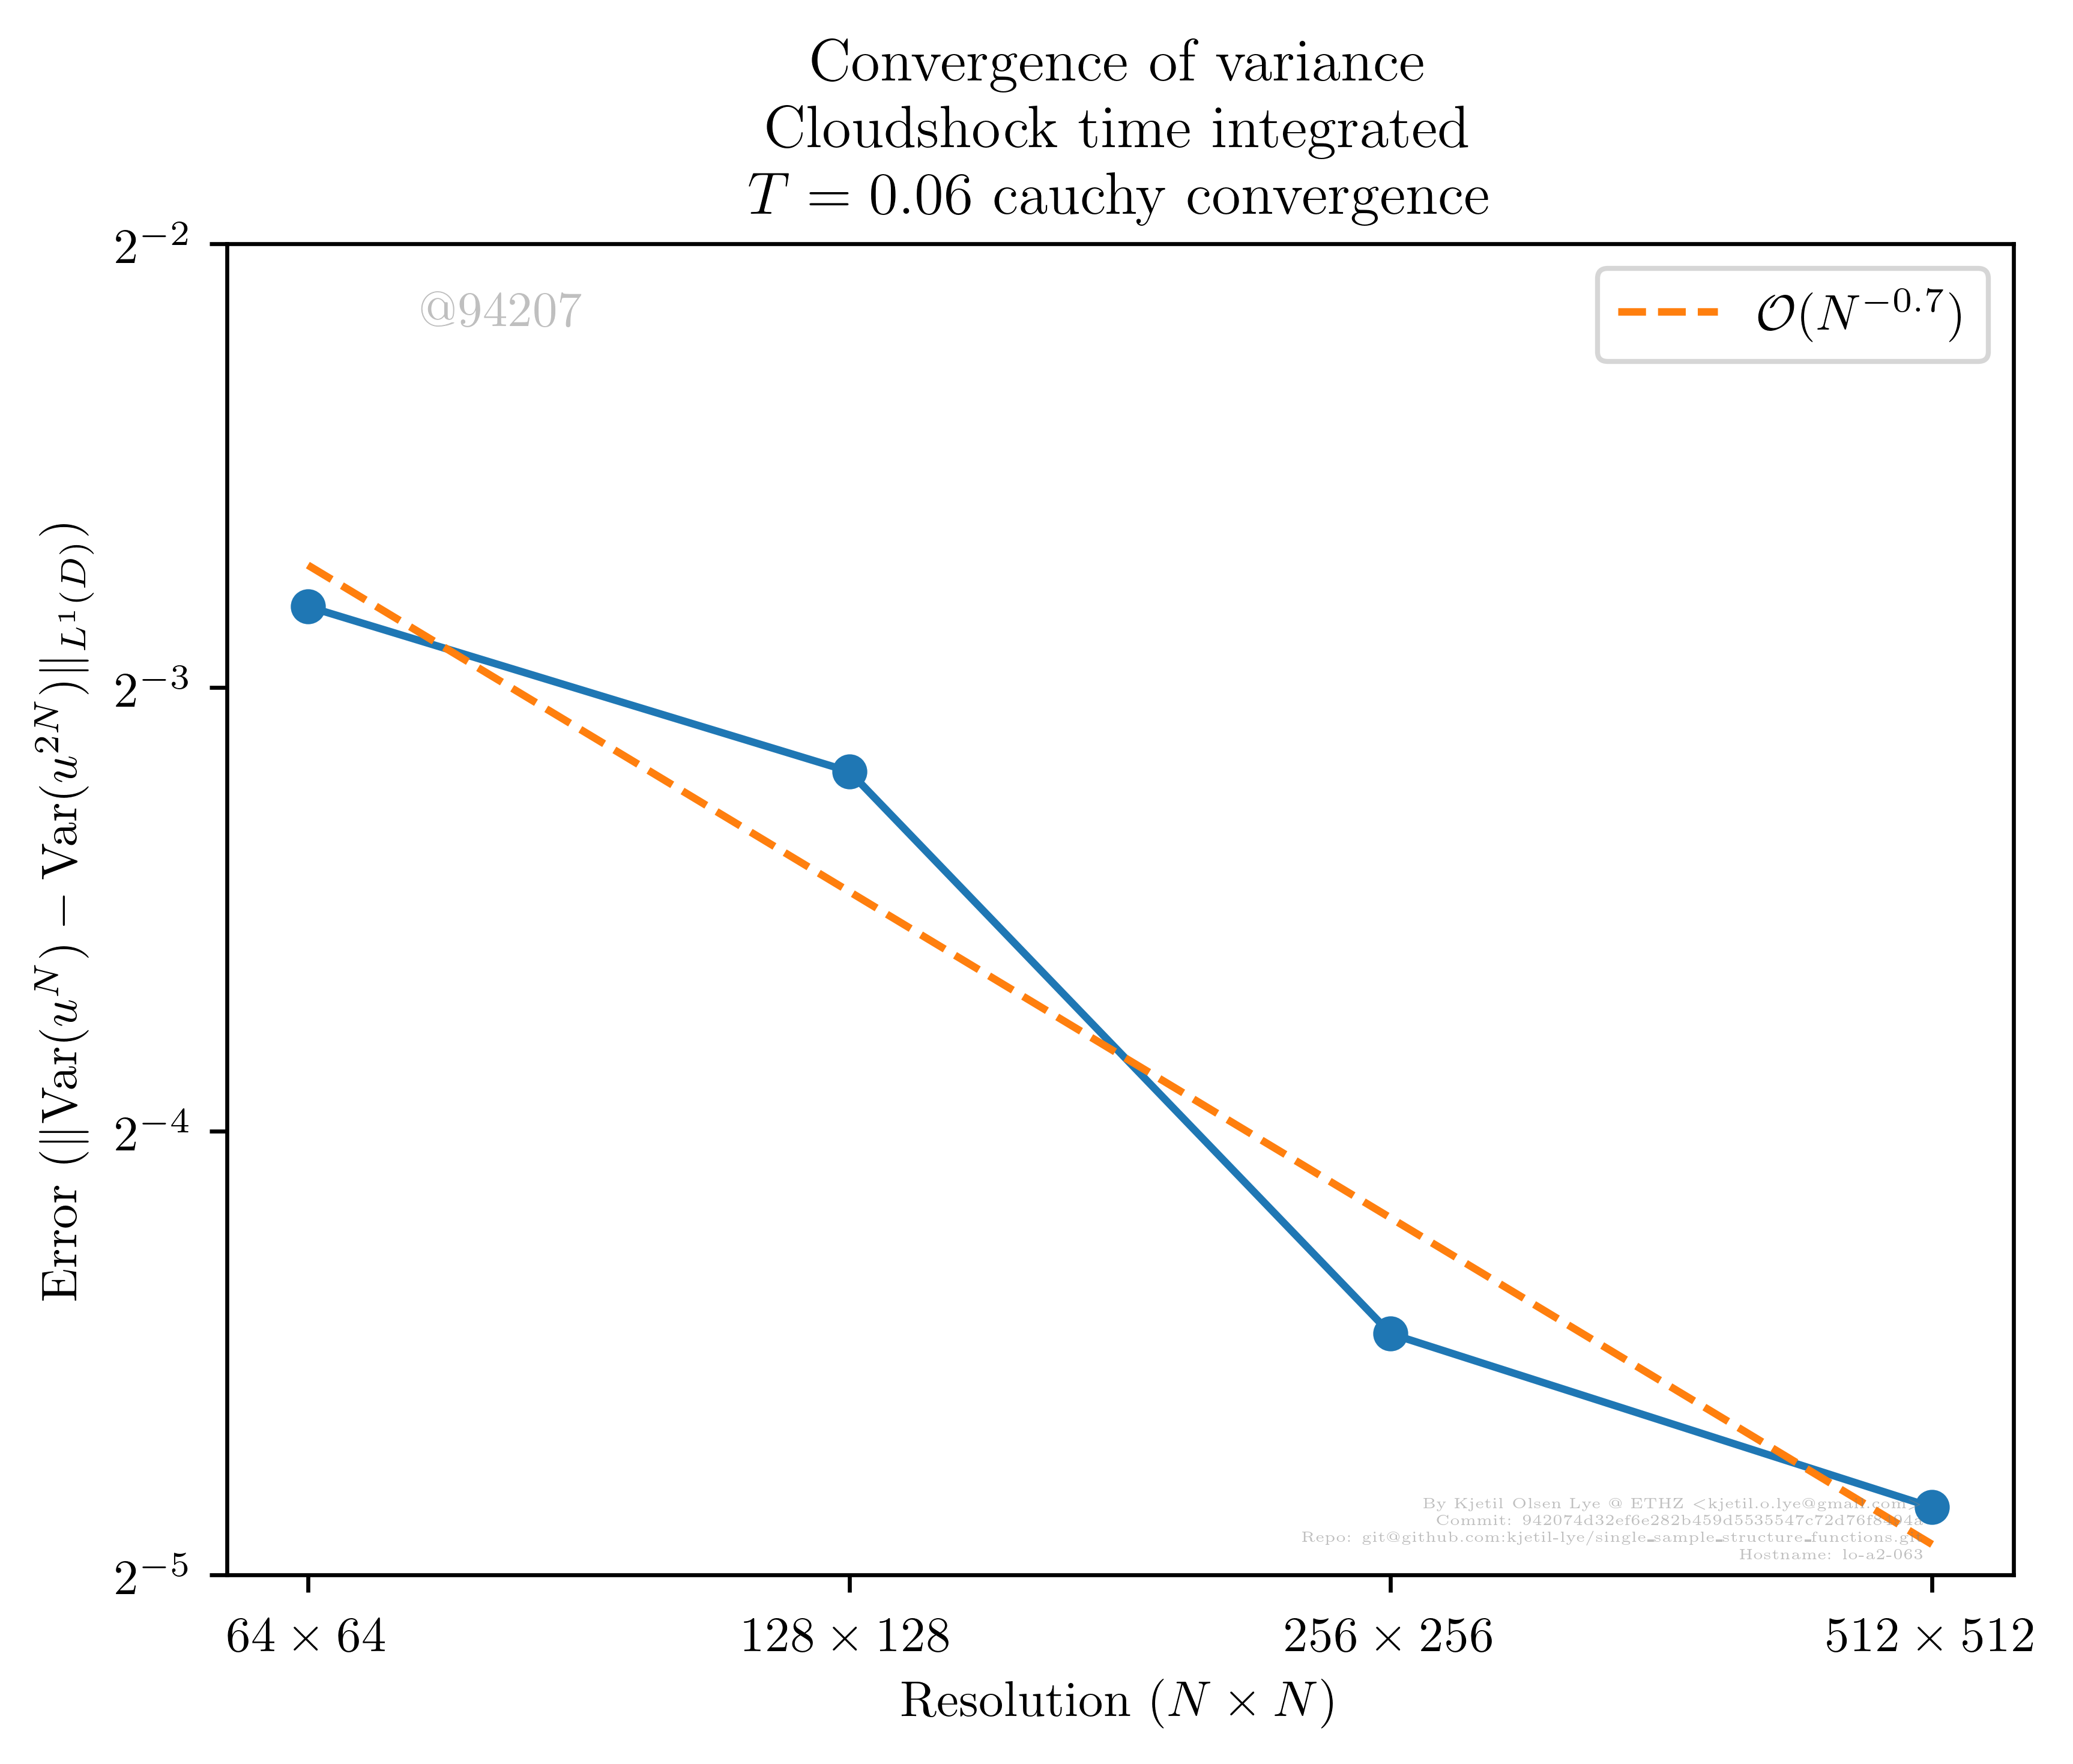 Convergence of variance
Cloudshock time integrated
T = 0.06 cauchy convergence
2^{-2}
@94207
O(N^{-0.7})
2^{-3}
2^{-4}
2^{-5}
Error (||Var(u^N) − Var(u^{2N})||_{L^1(D)})
By Kjetil Olsen Lye @ ETHZ <kjetil.o.lye@gmail.com>
Commit: 942074d32ef6e282b459d5535547c72d76f8494a
Repo: git@github.com:kjetil-lye/single_sample_structure_functions.git
Hostname: lo-a2-063
64 × 64
128 × 128
256 × 256
512 × 512
Resolution (N × N)